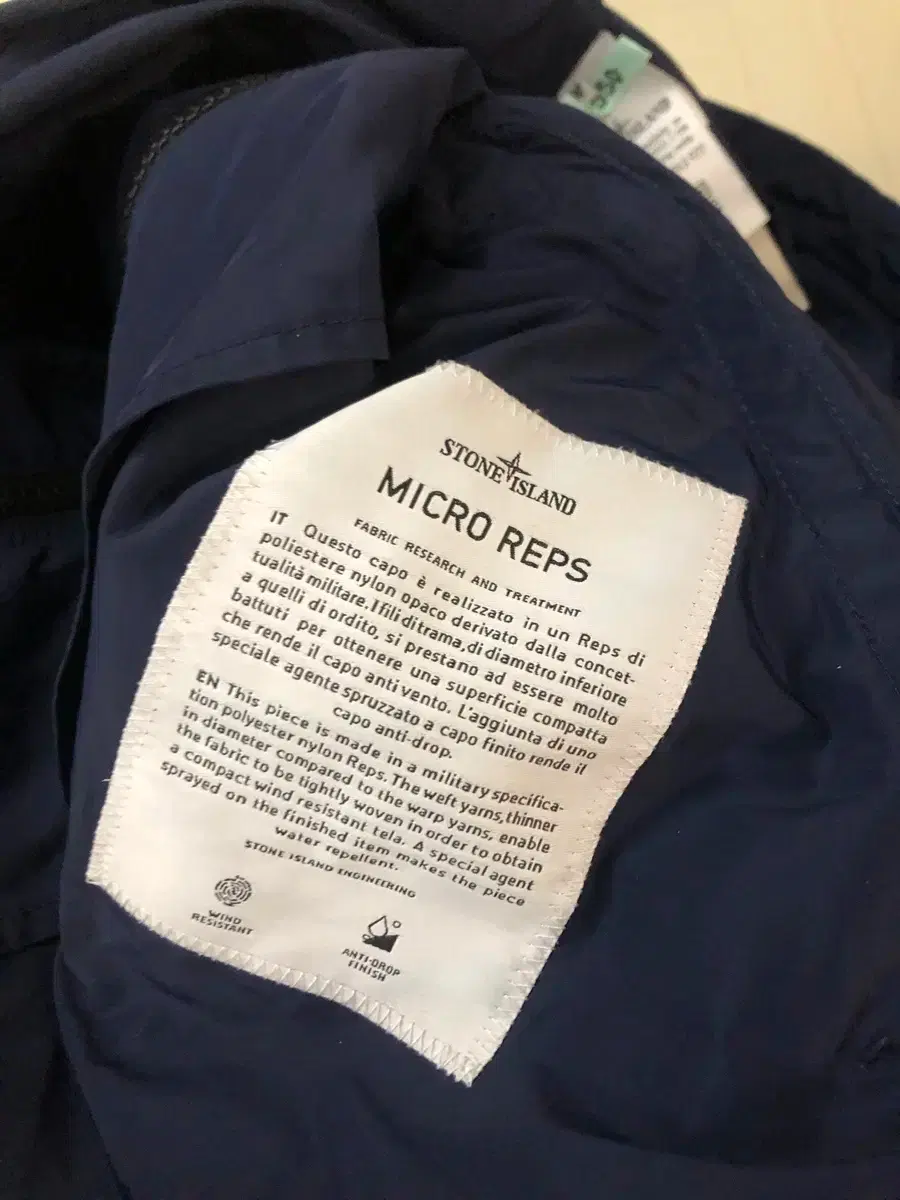 STONE ISLAND
MICRO REPS
FABRIC RESEARCH AND TREATMENT
IT Questo capo è realizzato in un Reps di
poliestere nylon opaco derivato dalla concet-
tualità militare. I fili di trama, di diametro inferiore
a quelli di ordito, si prestano ad essere molto
battuti per ottenere una superficie compatta
che rende il capo anti vento. L'aggiunta di uno
speciale agente spruzzato a capo finito rende il
capo anti-drop.
EN This piece is made in a military specifica-
tion polyester nylon Reps. The weft yarns, thinner
in diameter compared to the warp yarns, enable
the fabric to be tightly woven in order to obtain
a compact wind resistant tela. A special agent
sprayed on the finished item makes the piece
water repellent.
STONE ISLAND ENGINEERING
WIND
RESISTANT
ANTI-DROP
FINISH